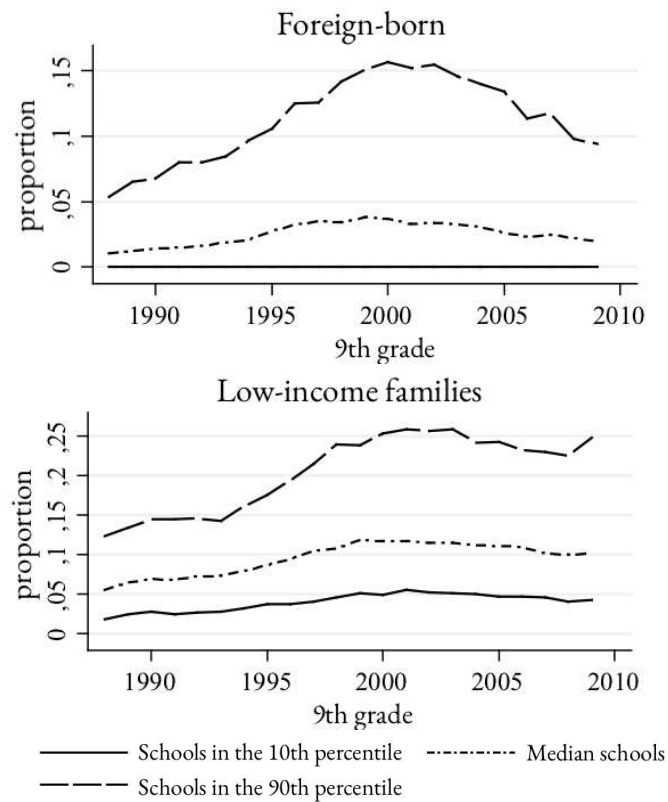 Foreign-born
proportion
,15
,1
,05
0
1990 1995 2000 2005 2010
9th grade
Low-income families
proportion
,25
,2
,15
,1
,05
0
1990 1995 2000 2005 2010
9th grade
Schools in the 10th percentile Median schools
Schools in the 90th percentile